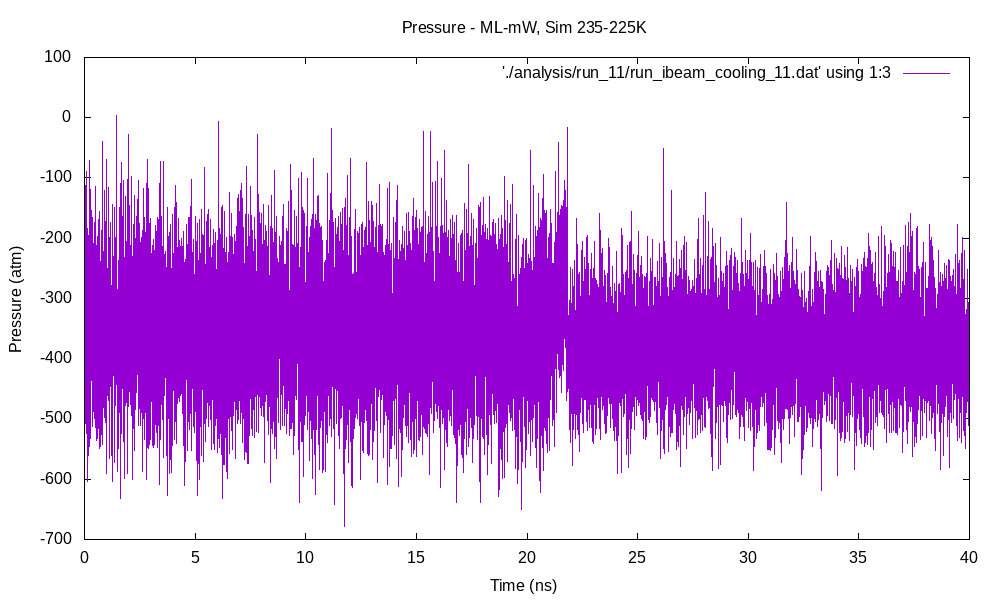 Pressure - ML-mW, Sim 235-225K
'./analysis/run_11/run_ibeam_cooling_11.dat' using 1:3
Pressure (atm)
100
0
-100
-200
-300
-400
-500
-600
-700
0 5 10 15 20 25 30 35 40
Time (ns)